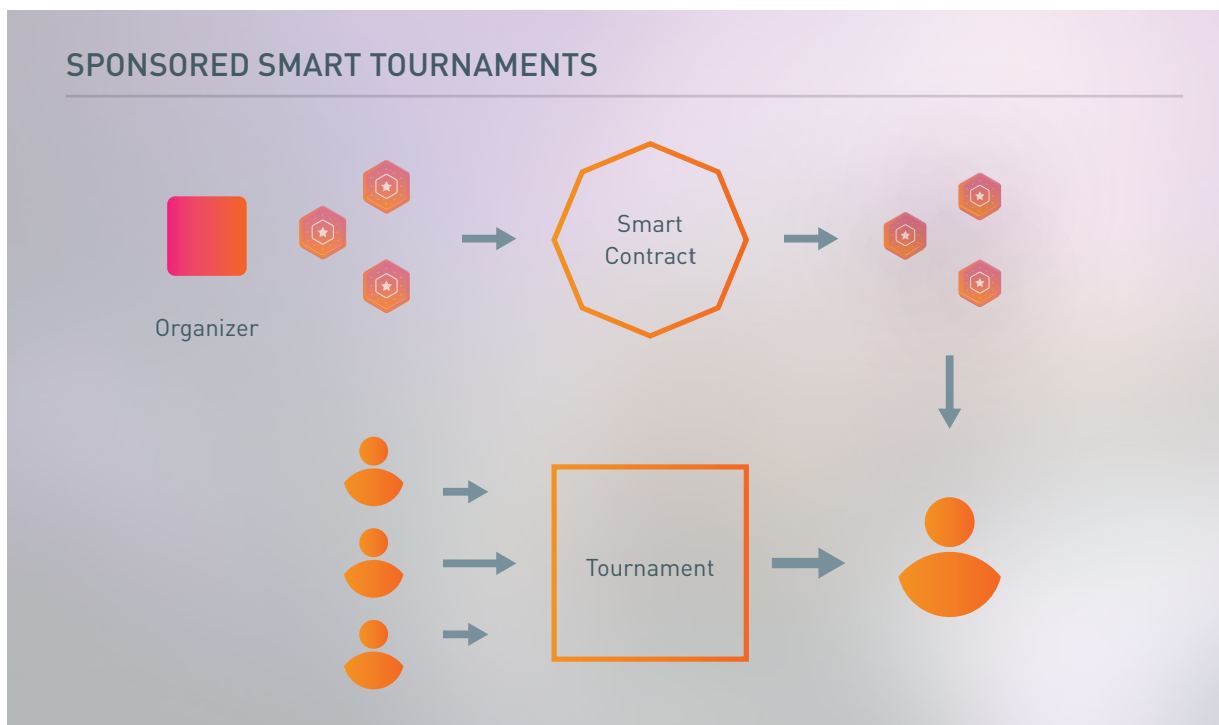 SPONSORED SMART TOURNAMENTS
Smart
Contract
Organizer
Tournament